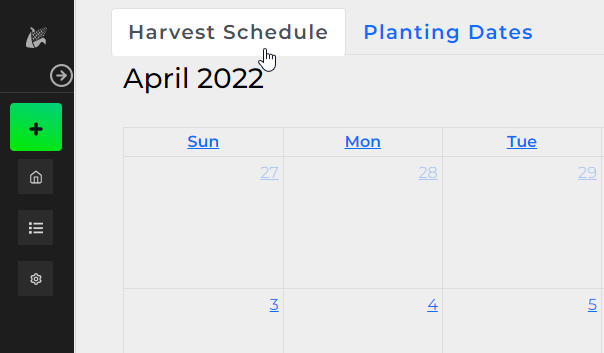 Harvest Schedule Planting Dates
April 2022
Sun Mon Tue
27 28 29
3 4 5